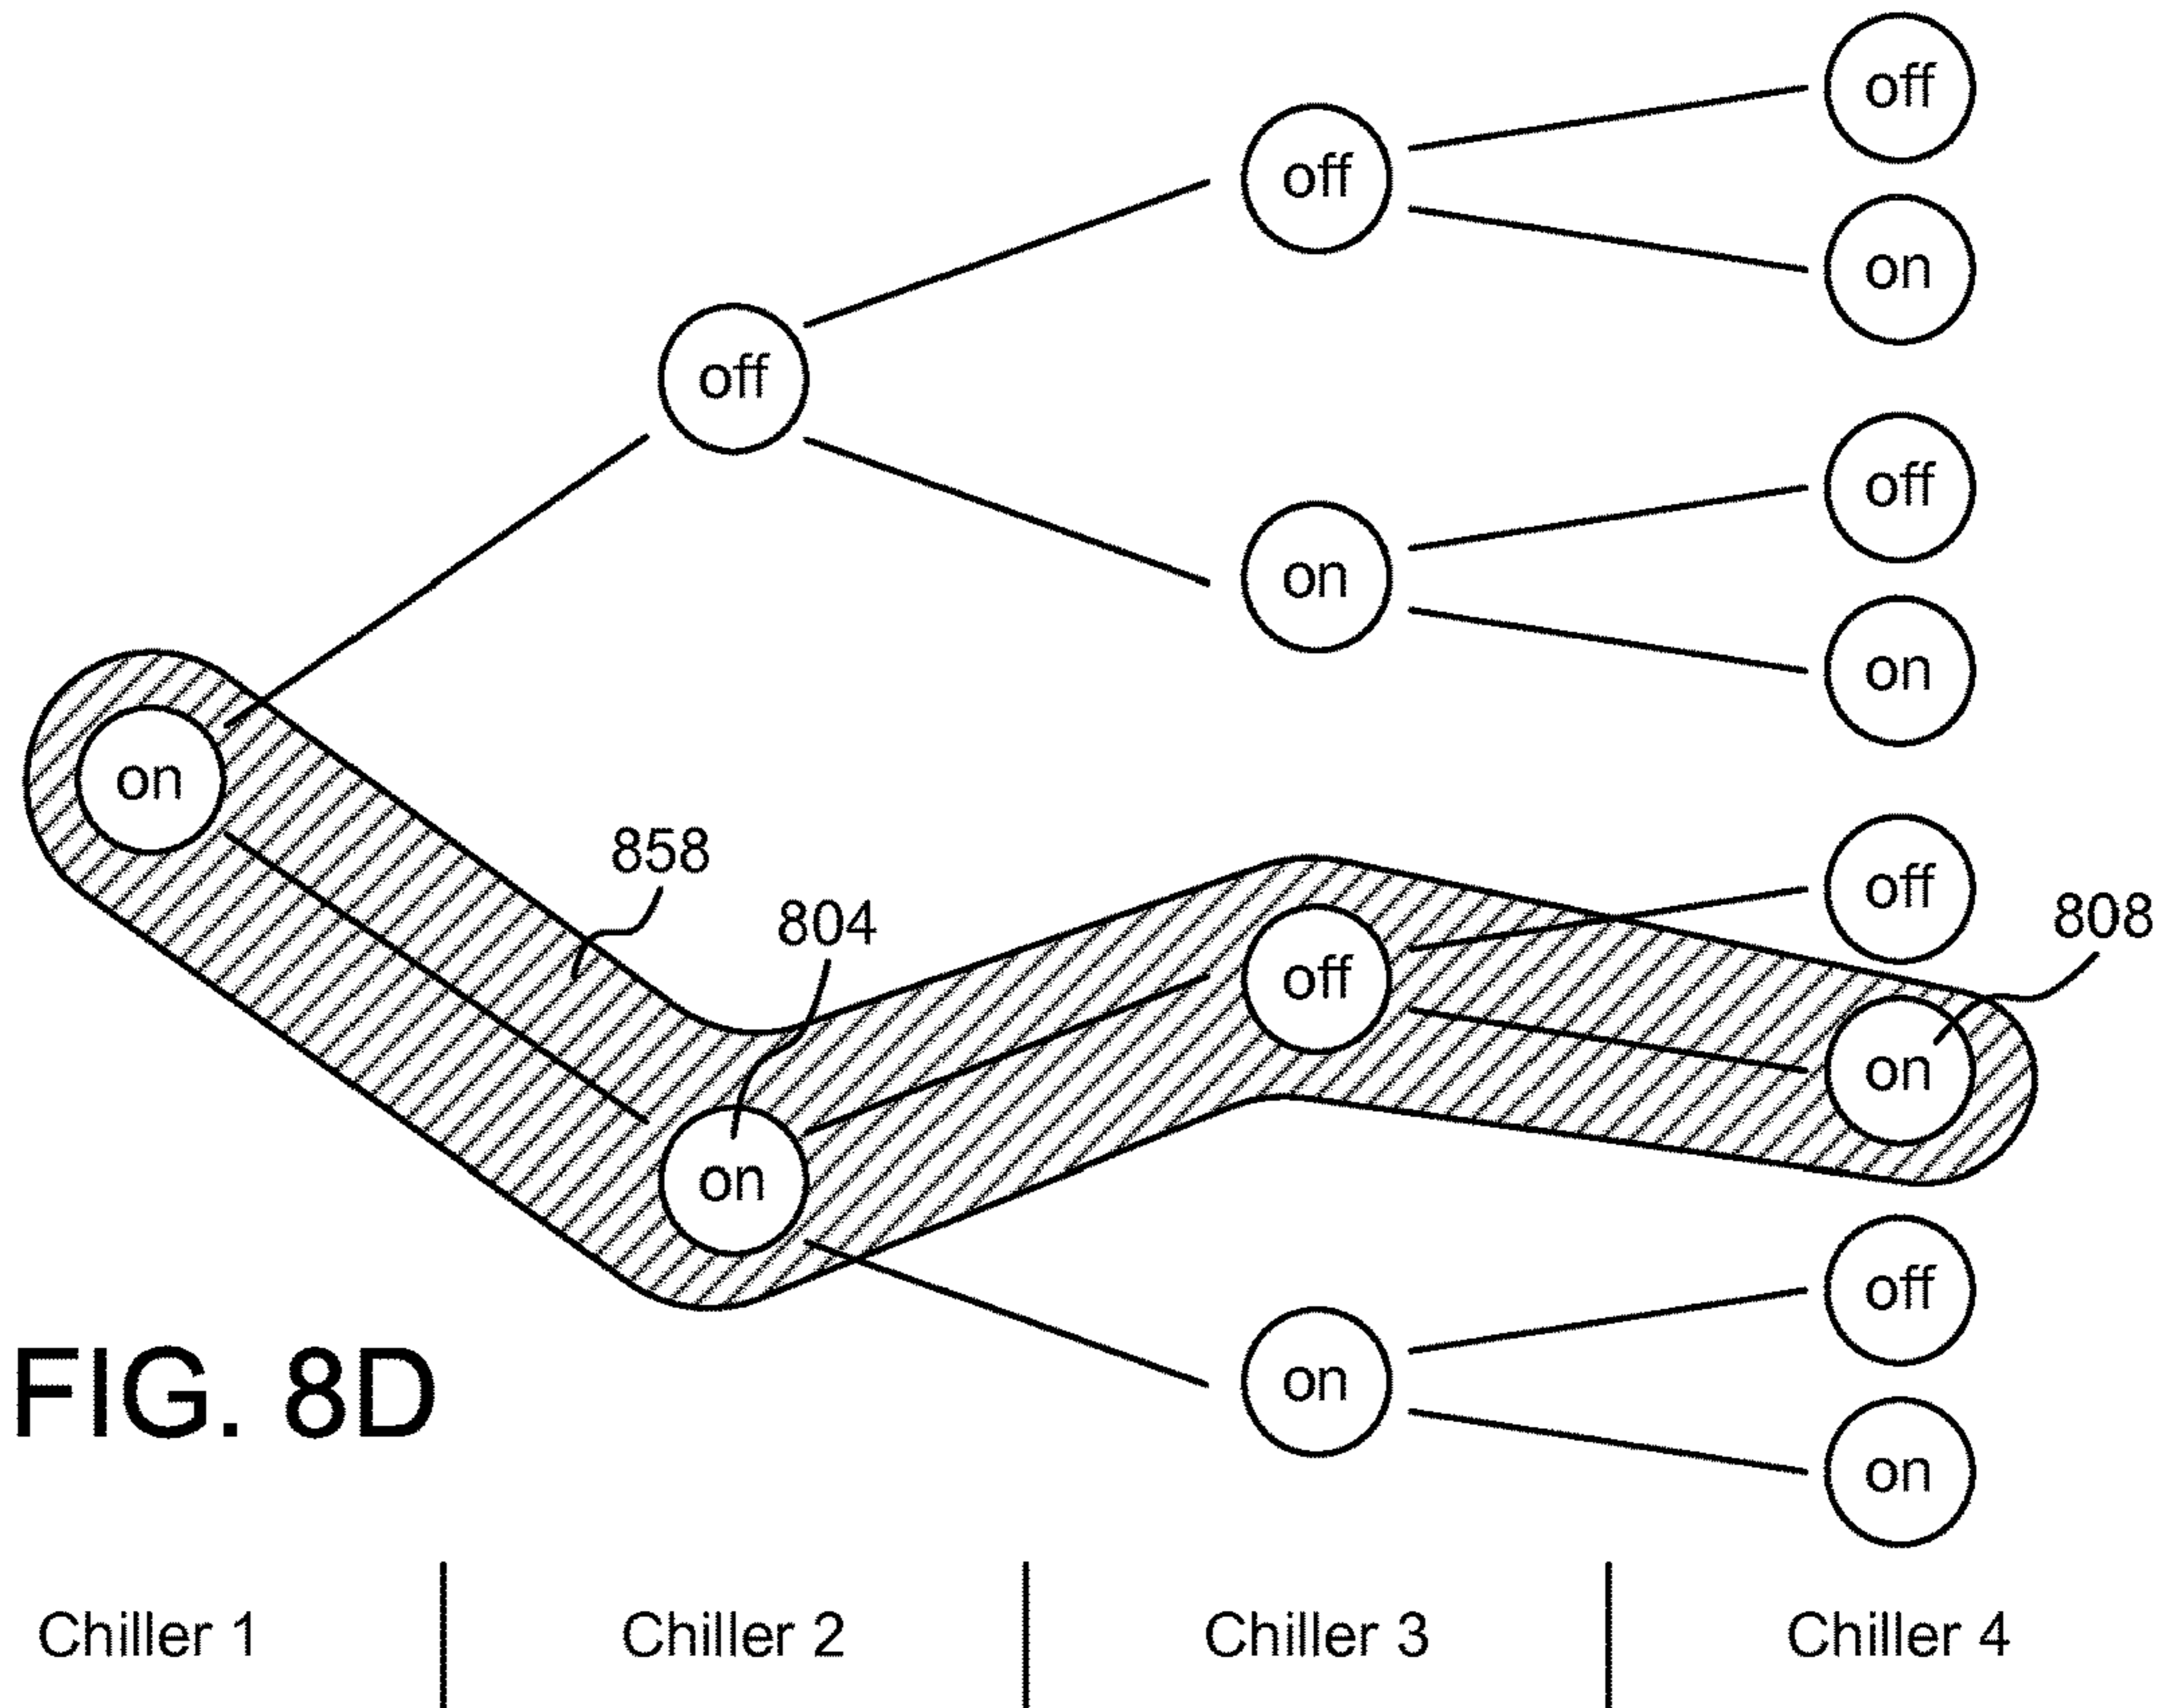 off
off
on
off
off
on
on
on
858
804
off
808
off
on
on
off
FIG. 8D
on
on
Chiller 1
Chiller 2
Chiller 3
Chiller 4